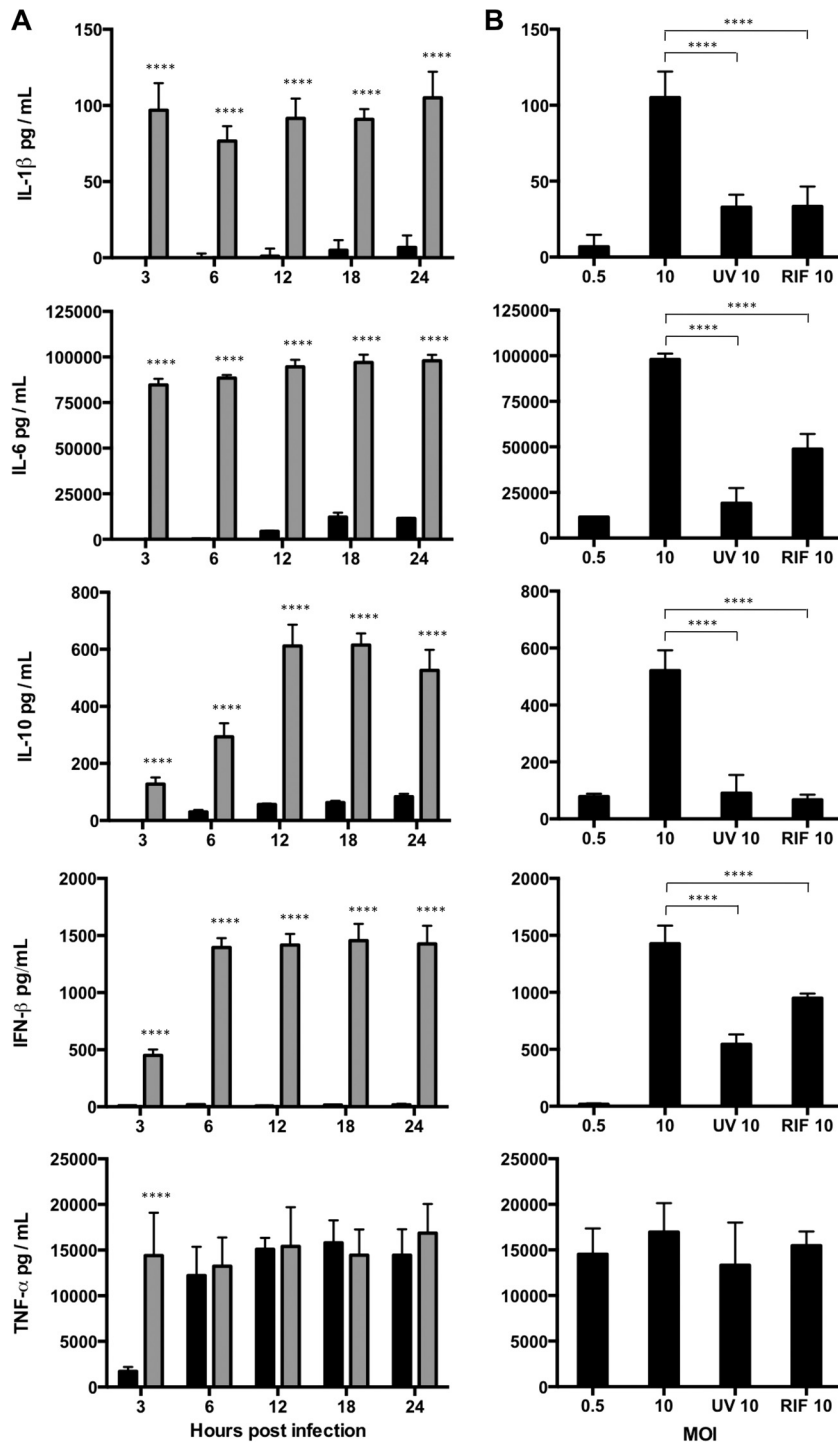 A
IL-1β pg / mL
150
100
50
0
**** **** **** **** ****
3 6 12 18 24
B
150
100
50
0
****
****
0.5 10 UV 10 RIF 10
IL-6 pg / mL
125000
100000
75000
50000
25000
0
**** **** **** **** ****
3 6 12 18 24
125000
100000
75000
50000
25000
0
****
****
0.5 10 UV 10 RIF 10
IL-10 pg / mL
800
600
400
200
0
**** **** **** **** ****
3 6 12 18 24
800
600
400
200
0
****
****
0.5 10 UV 10 RIF 10
IFN-β pg/mL
2000
1500
1000
500
0
**** **** **** **** ****
3 6 12 18 24
2000
1500
1000
500
0
****
****
0.5 10 UV 10 RIF 10
TNF-α pg / mL
25000
20000
15000
10000
5000
0
****
3 6 12 18 24
Hours post infection
25000
20000
15000
10000
5000
0
0.5 10 UV 10 RIF 10
MOI